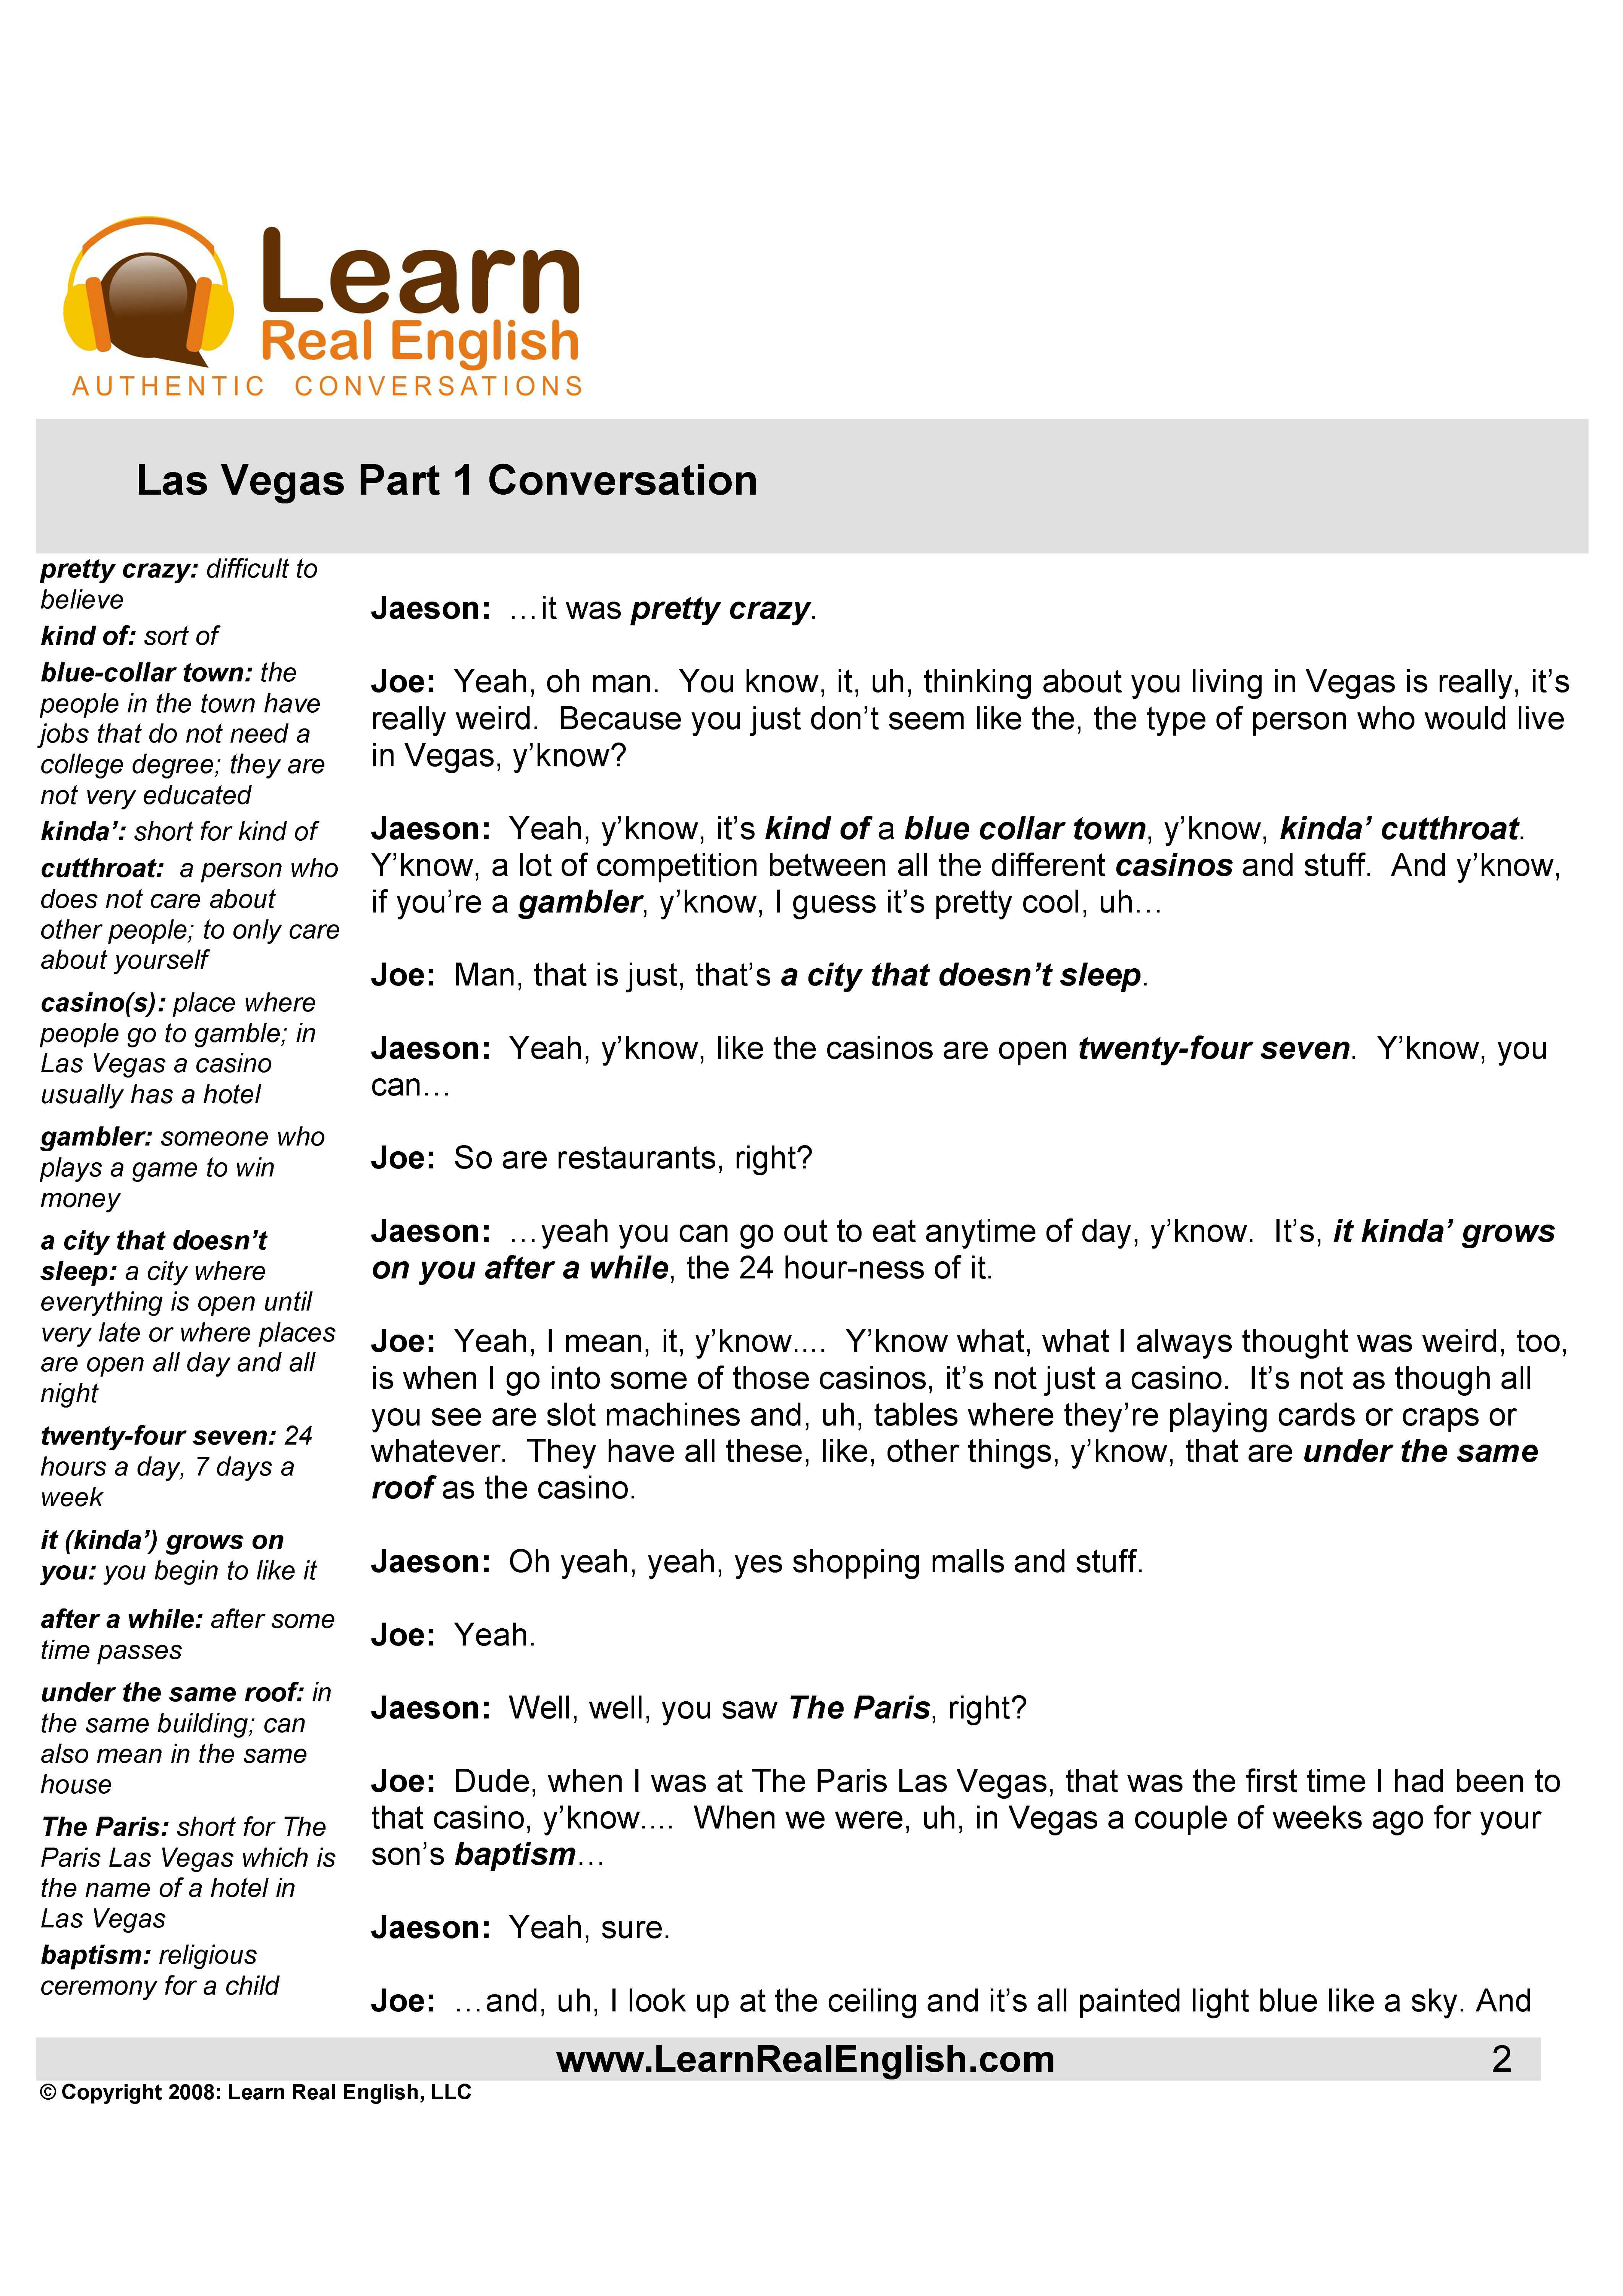 Learn
Real English
AUTHENTIC CONVERSATIONS
Las Vegas Part 1 Conversation
pretty crazy: difficult to
believe
kind of: sort of
blue-collar town: the
people in the town have
jobs that do not need a
college degree; they are
not very educated
kinda’: short for kind of
cutthroat: a person who
does not care about
other people; to only care
about yourself
casino(s): place where
people go to gamble; in
Las Vegas a casino
usually has a hotel
gambler: someone who
plays a game to win
money
a city that doesn’t
sleep: a city where
everything is open until
very late or where places
are open all day and all
night
twenty-four seven: 24
hours a day, 7 days a
week
it (kinda’) grows on
you: you begin to like it
after a while: after some
time passes
under the same roof: in
the same building; can
also mean in the same
house
The Paris: short for The
Paris Las Vegas which is
the name of a hotel in
Las Vegas
baptism: religious
ceremony for a child
Jaeson: …it was pretty crazy.
Joe: Yeah, oh man. You know, it, uh, thinking about you living in Vegas is really, it’s
really weird. Because you just don’t seem like the, the type of person who would live
in Vegas, y’know?
Jaeson: Yeah, y’know, it’s kind of a blue collar town, y’know, kinda’ cutthroat.
Y’know, a lot of competition between all the different casinos and stuff. And y’know,
if you’re a gambler, y’know, I guess it’s pretty cool, uh…
Joe: Man, that is just, that’s a city that doesn’t sleep.
Jaeson: Yeah, y’know, like the casinos are open twenty-four seven. Y’know, you
can…
Joe: So are restaurants, right?
Jaeson: …yeah you can go out to eat anytime of day, y’know. It’s, it kinda’ grows
on you after a while, the 24 hour-ness of it.
Joe: Yeah, I mean, it, y’know.... Y’know what, what I always thought was weird, too,
is when I go into some of those casinos, it’s not just a casino. It’s not as though all
you see are slot machines and, uh, tables where they’re playing cards or craps or
whatever. They have all these, like, other things, y’know, that are under the same
roof as the casino.
Jaeson: Oh yeah, yeah, yes shopping malls and stuff.
Joe: Yeah.
Jaeson: Well, well, you saw The Paris, right?
Joe: Dude, when I was at The Paris Las Vegas, that was the first time I had been to
that casino, y’know.... When we were, uh, in Vegas a couple of weeks ago for your
son’s baptism…
Jaeson: Yeah, sure.
Joe: …and, uh, I look up at the ceiling and it’s all painted light blue like a sky. And
www.LearnRealEnglish.com 2
© Copyright 2008: Learn Real English, LLC